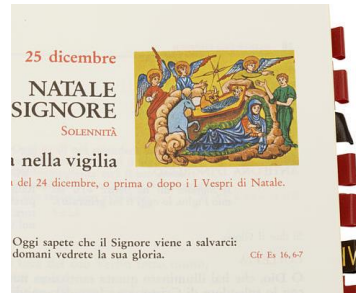 25 dicembre
NATALE
SIGNORE
SOLENNITÀ
nella vigilia
del 24 dicembre, o prima o dopo i I Vespri di Natale.
Oggi sapete che il Signore viene a salvarci:
domani vedrete la sua gloria. Cfr Es 16, 6-7